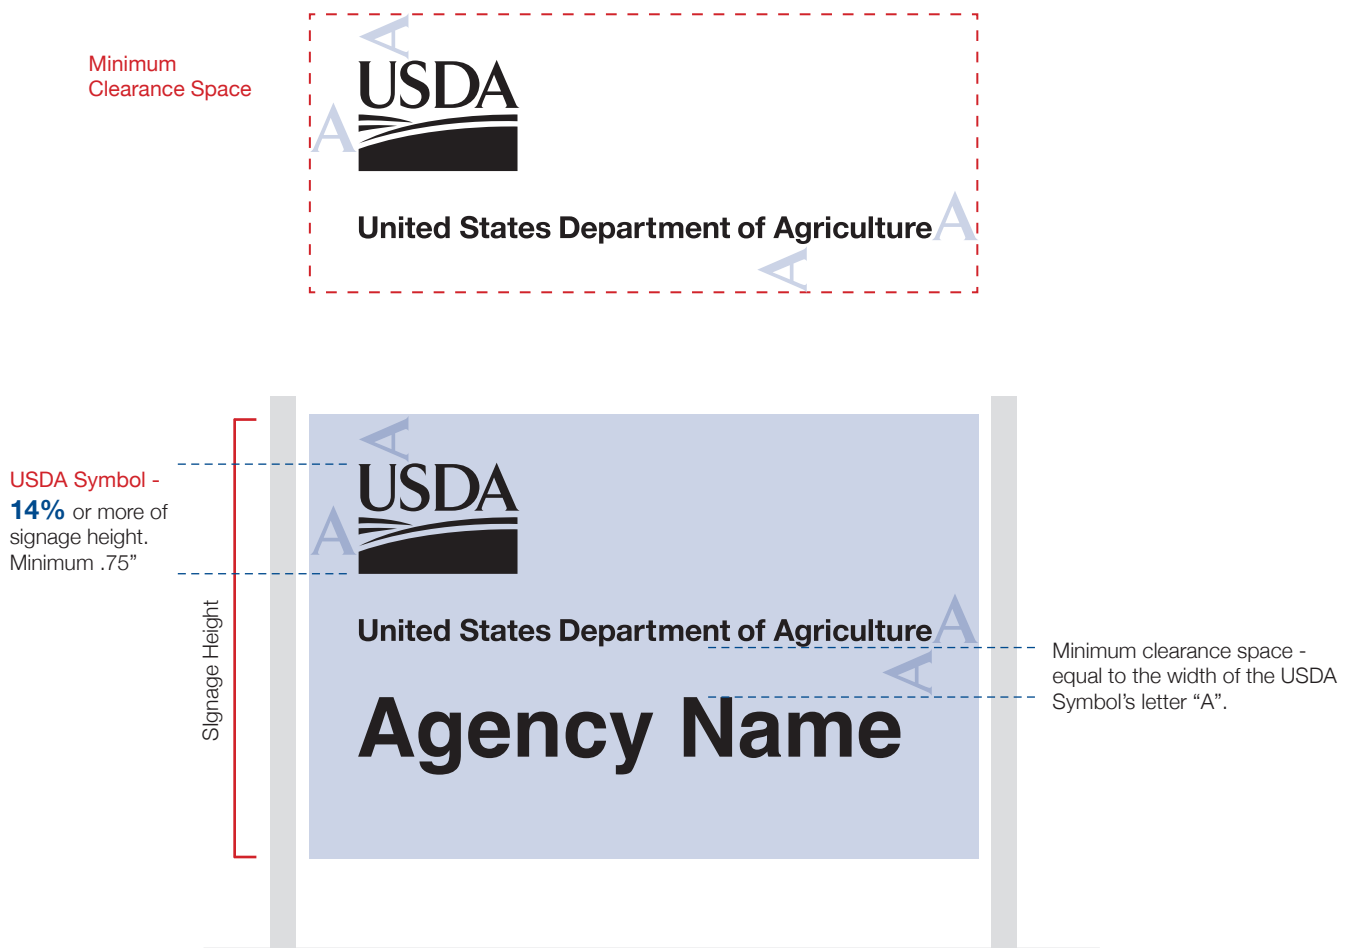 A
Minimum
Clearance Space
USDA
A
United States Department of Agriculture
A
A
A
USDA Symbol -
14% or more of
signage height.
Minimum .75”
USDA
A
Signage Height
United States Department of Agriculture
A
A
Minimum clearance space -
equal to the width of the USDA
Symbol’s letter “A”.
Agency Name